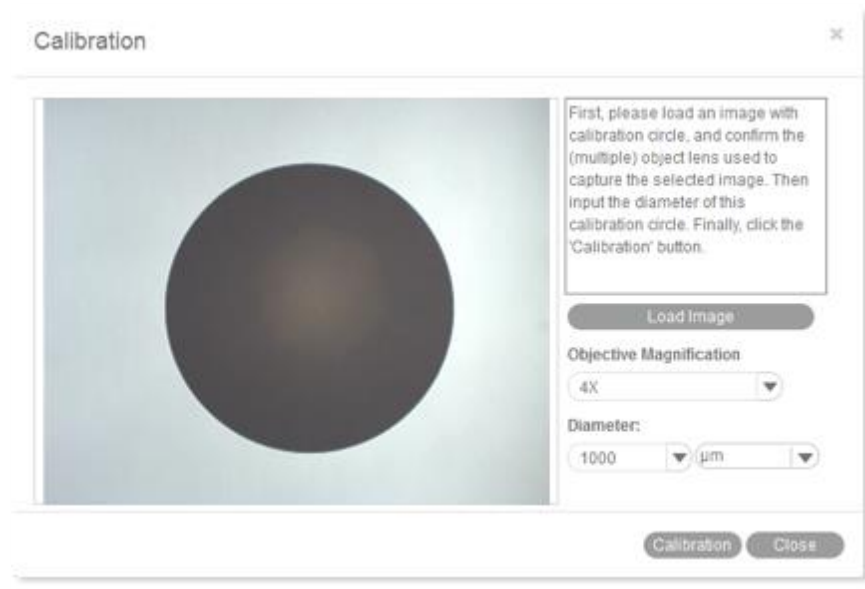 Calibration
First, please load an image with
calibration circle, and confirm the
(multiple) object lens used to
capture the selected image. Then
input the diameter of this
calibration circle. Finally, click the
'Calibration' button.
Load Image
Objective Magnification
4X
Diameter:
1000 µm
Calibration Close